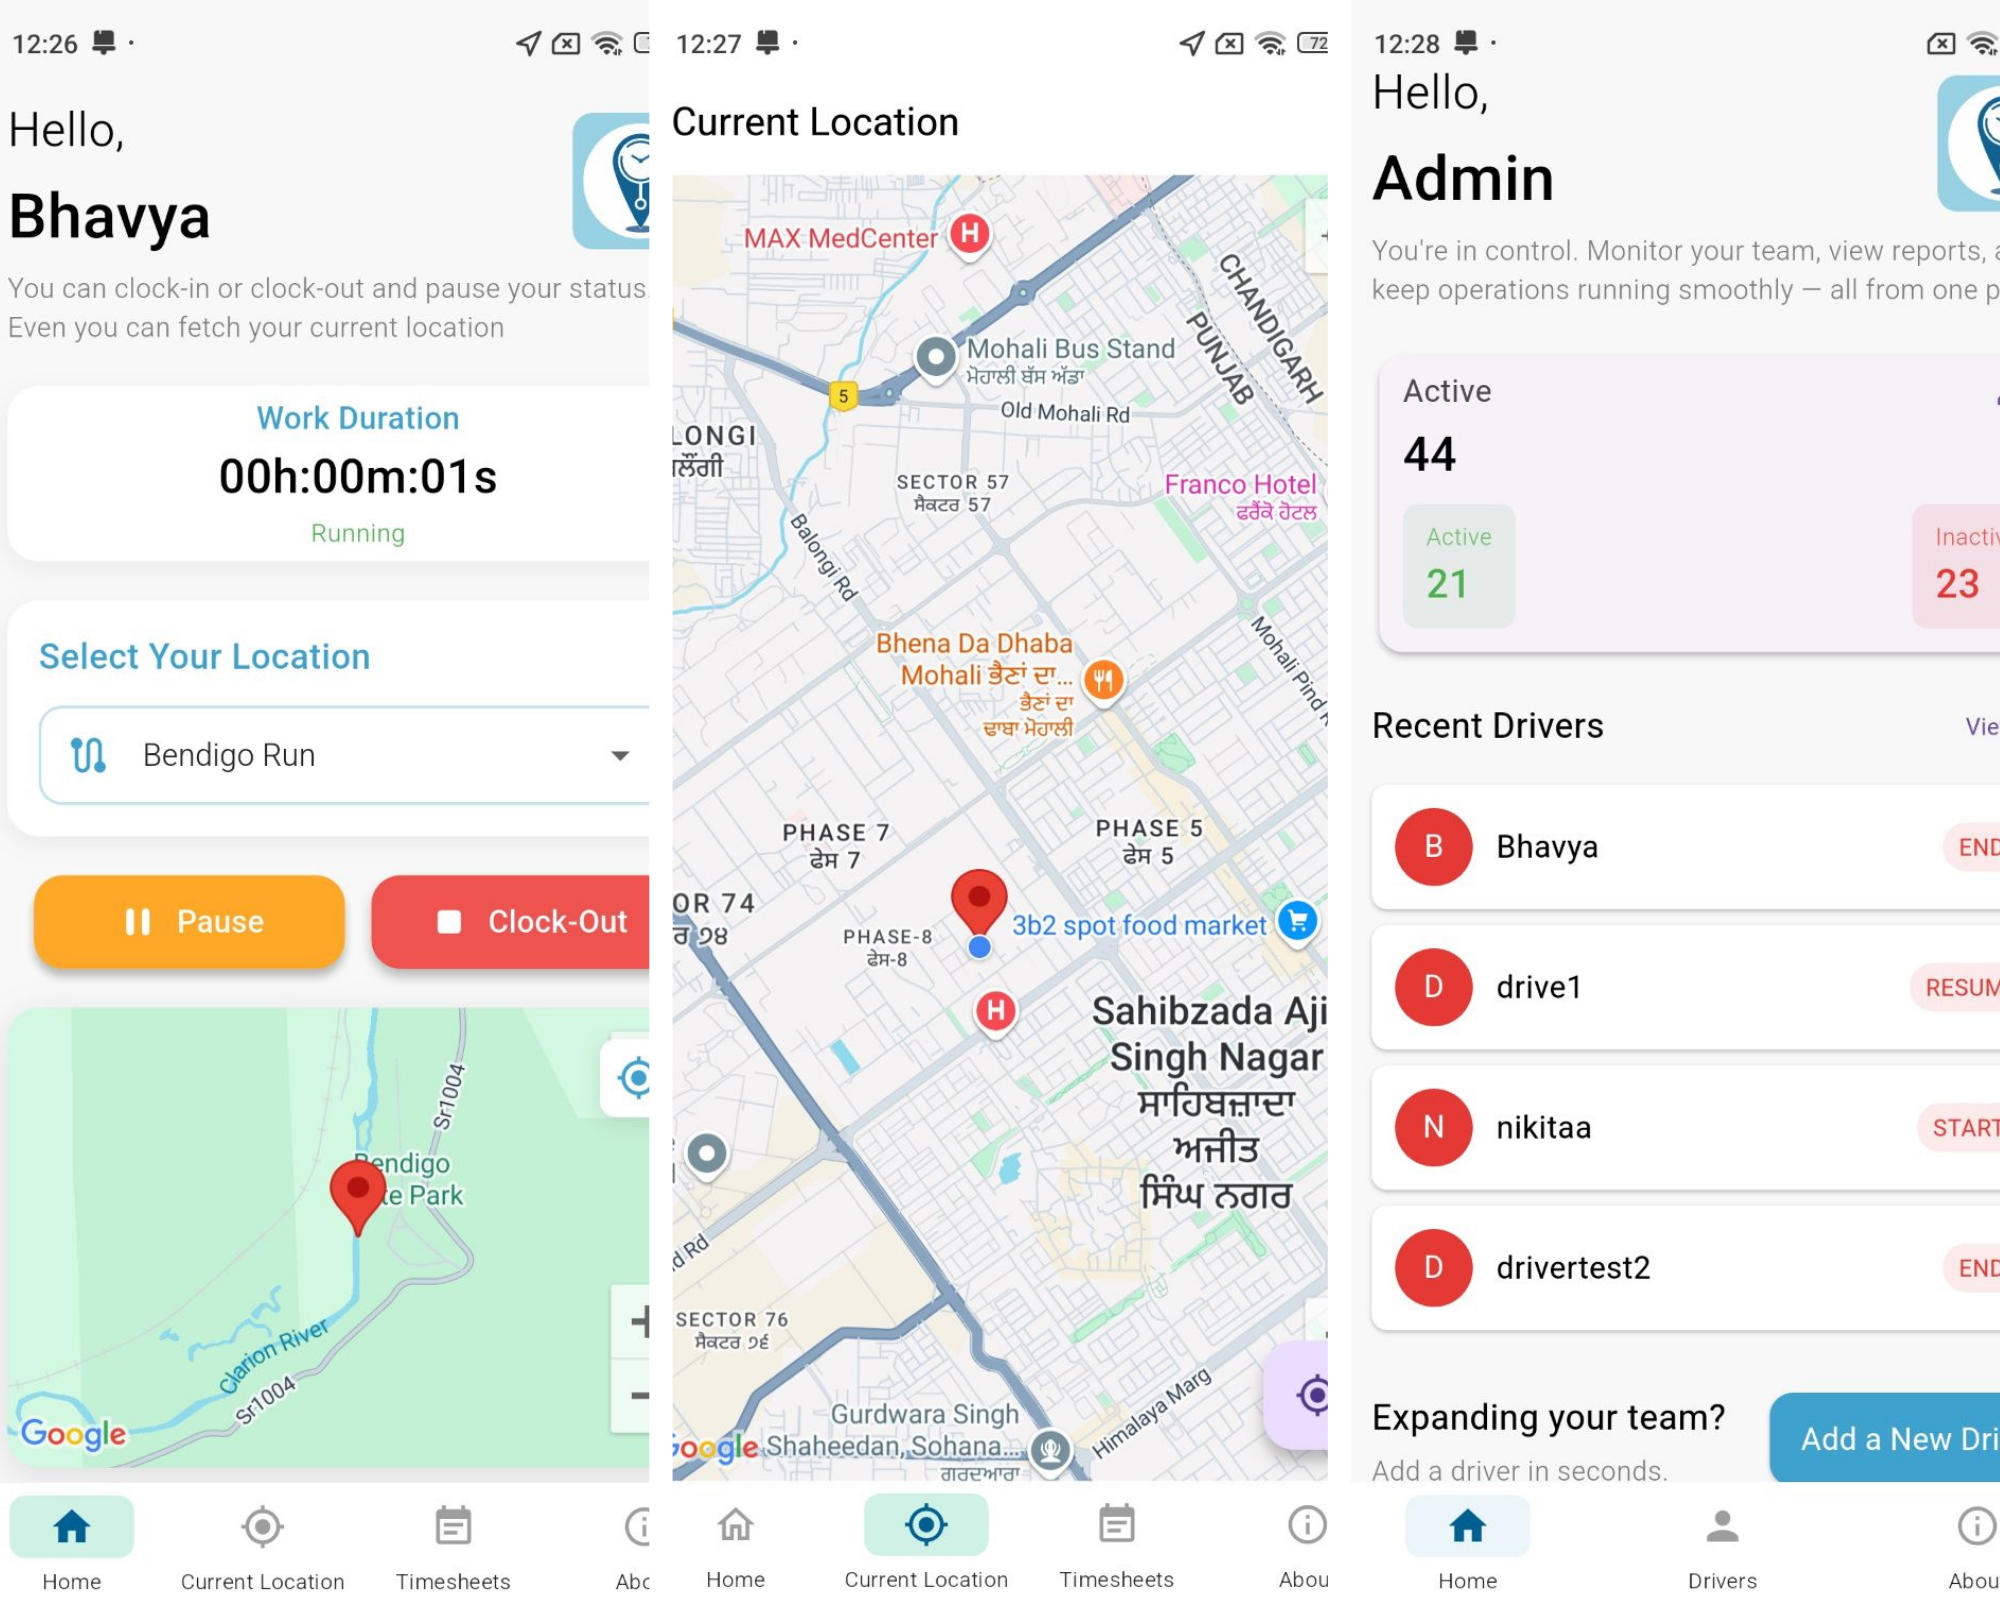 12:26
Hello,
Bhavya
You can clock-in or clock-out and pause your status.
Even you can fetch your current location
Work Duration
00h:00m:01s
Running
Select Your Location
Bendigo Run
Pause
Clock-Out
Sr1004
Bendigo
te Park
Clarion River
Sr1004
Google
Home
Current Location
Timesheets
Abo
12:27
72
Current Location
MAX MedCenter
H
CHANDIGARH
PUNJAB
Mohali Bus Stand
ਮੋਹਾਲੀ ਬੱਸ ਅੱਡਾ
5
Old Mohali Rd
LONGI
ਲੌਂਗੀ
SECTOR 57
ਸੈਕਟਰ 57
Franco Hotel
ਫਰੈਂਕੋ ਹੋਟਲ
Balongi Rd
Mohali Pind
Bhena Da Dhaba
Mohali ਭੈਣਾਂ ਦਾ...
ਭੈਣਾਂ ਦਾ
ਢਾਬਾ ਮੋਹਾਲੀ
PHASE 7
ਫੇਸ 7
PHASE 5
ਫੇਸ 5
OR 74
ਰ ੭੪
PHASE-8
ਫੇਸ-8
3b2 spot food market
H
Sahibzada Aji
Singh Nagar
ਸਾਹਿਬਜ਼ਾਦਾ
ਅਜੀਤ
ਸਿੰਘ ਨਗਰ
d Rd
SECTOR 76
ਸੈਕਟਰ ੭੬
Himalaya Marg
Gurdwara Singh
Shaheedan, Sohana...
ਗੁਰਦੁਆਰਾ
oogle
Home
Current Location
Timesheets
Abou
12:28
Hello,
Admin
You're in control. Monitor your team, view reports, a
keep operations running smoothly — all from one p
Active
44
Active
21
Inactiv
23
Recent Drivers
Vie
B
Bhavya
END
D
drive1
RESUM
N
nikitaa
START
D
drivertest2
END
Expanding your team?
Add a driver in seconds.
Add a New Dri
Home
Drivers
Abou